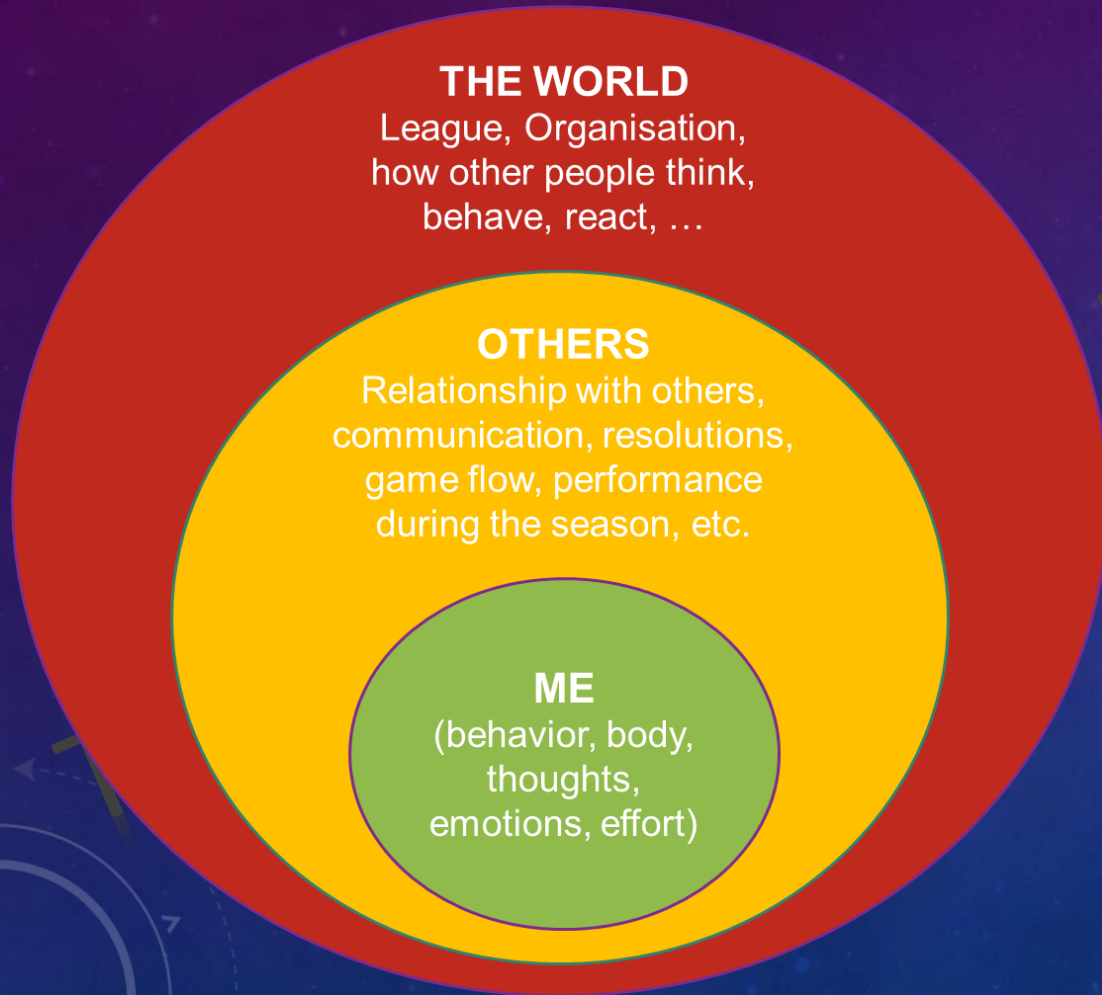 THE WORLD
League, Organisation,
how other people think,
behave, react, …
OTHERS
Relationship with others,
communication, resolutions,
game flow, performance
during the season, etc.
ME
(behavior, body,
thoughts,
emotions, effort)